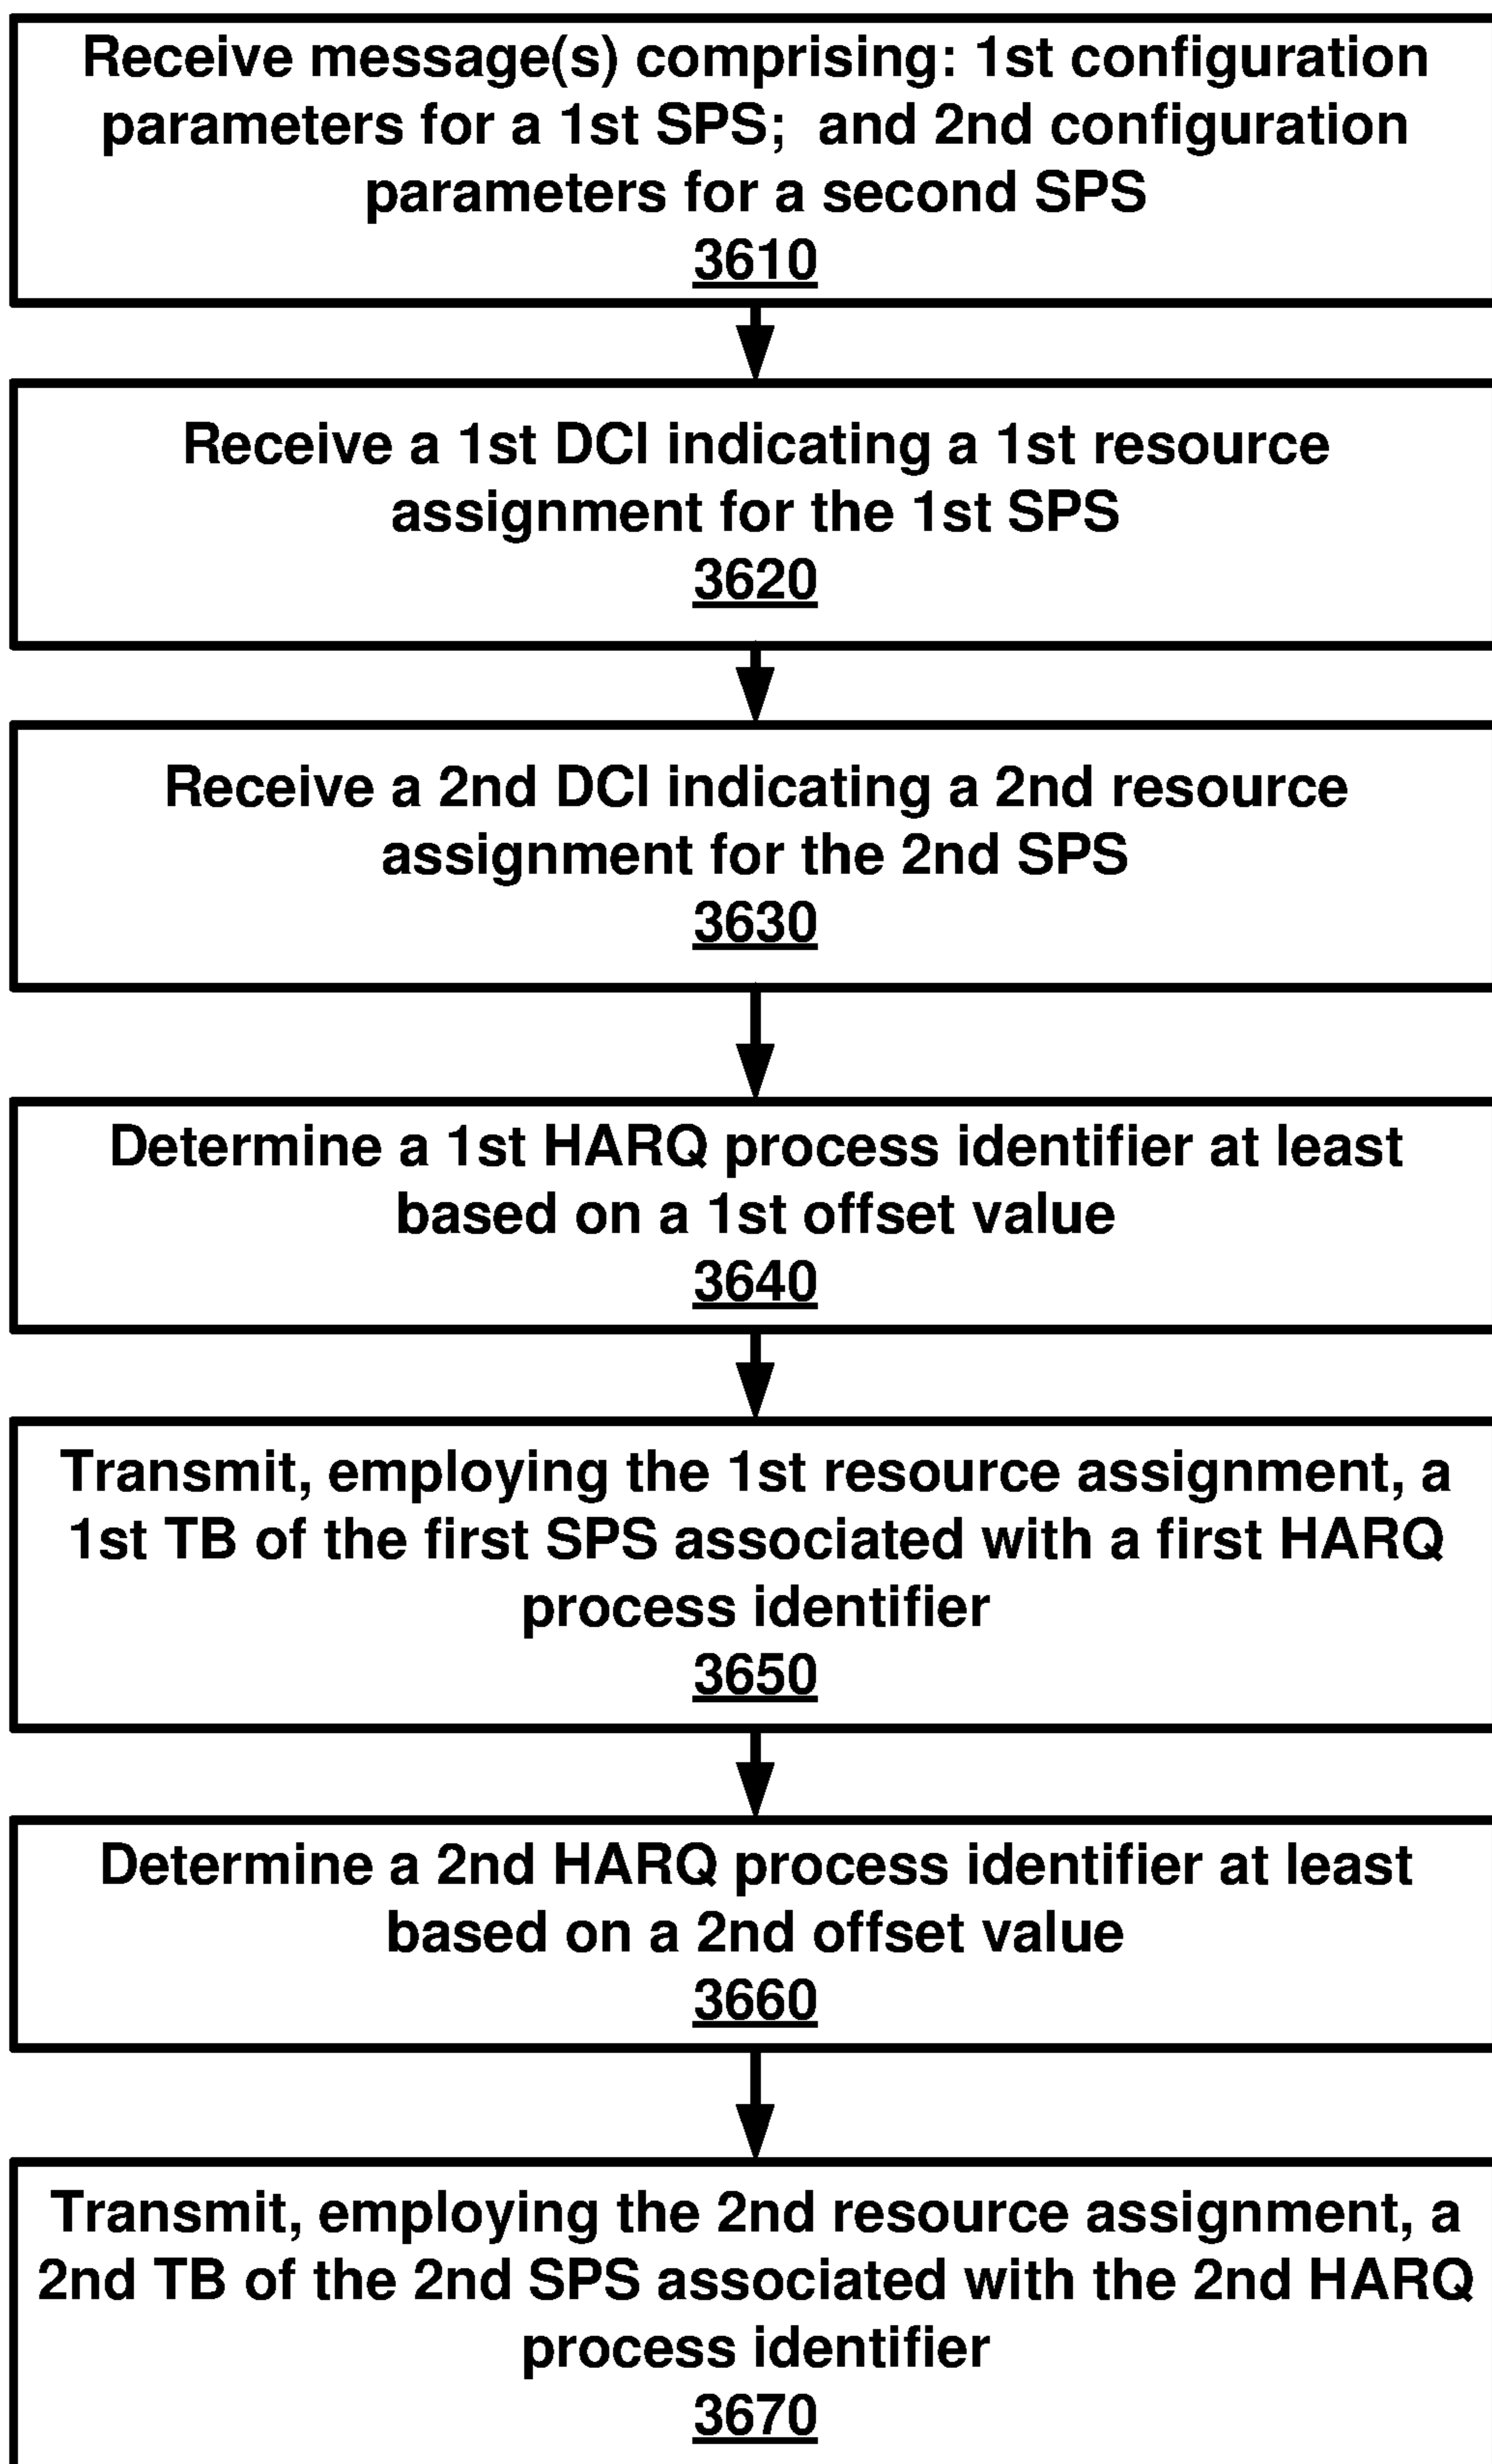 Receive message(s) comprising: 1st configuration
parameters for a 1st SPS;  and 2nd configuration
parameters for a second SPS
3610
Receive a 1st DCI indicating a 1st resource
assignment for the 1st SPS
3620
Receive a 2nd DCI indicating a 2nd resource
assignment for the 2nd SPS
3630
Determine a 1st HARQ process identifier at least
based on a 1st offset value
3640
Transmit, employing the 1st resource assignment, a
1st TB of the first SPS associated with a first HARQ
process identifier
3650
Determine a 2nd HARQ process identifier at least
based on a 2nd offset value
3660
Transmit, employing the 2nd resource assignment, a
2nd TB of the 2nd SPS associated with the 2nd HARQ
process identifier
3670